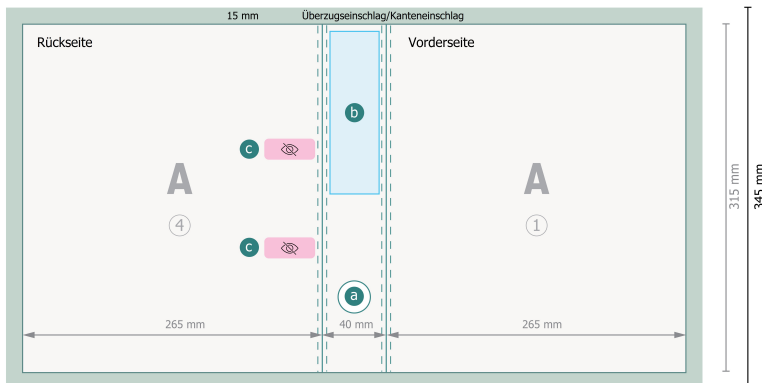 15 mm Überzugseinschlag/Kanteneinschlag
Rückseite Vorderseite
b
c
A A
4 1
c
a
265 mm 40 mm 265 mm
315 mm
345 mm